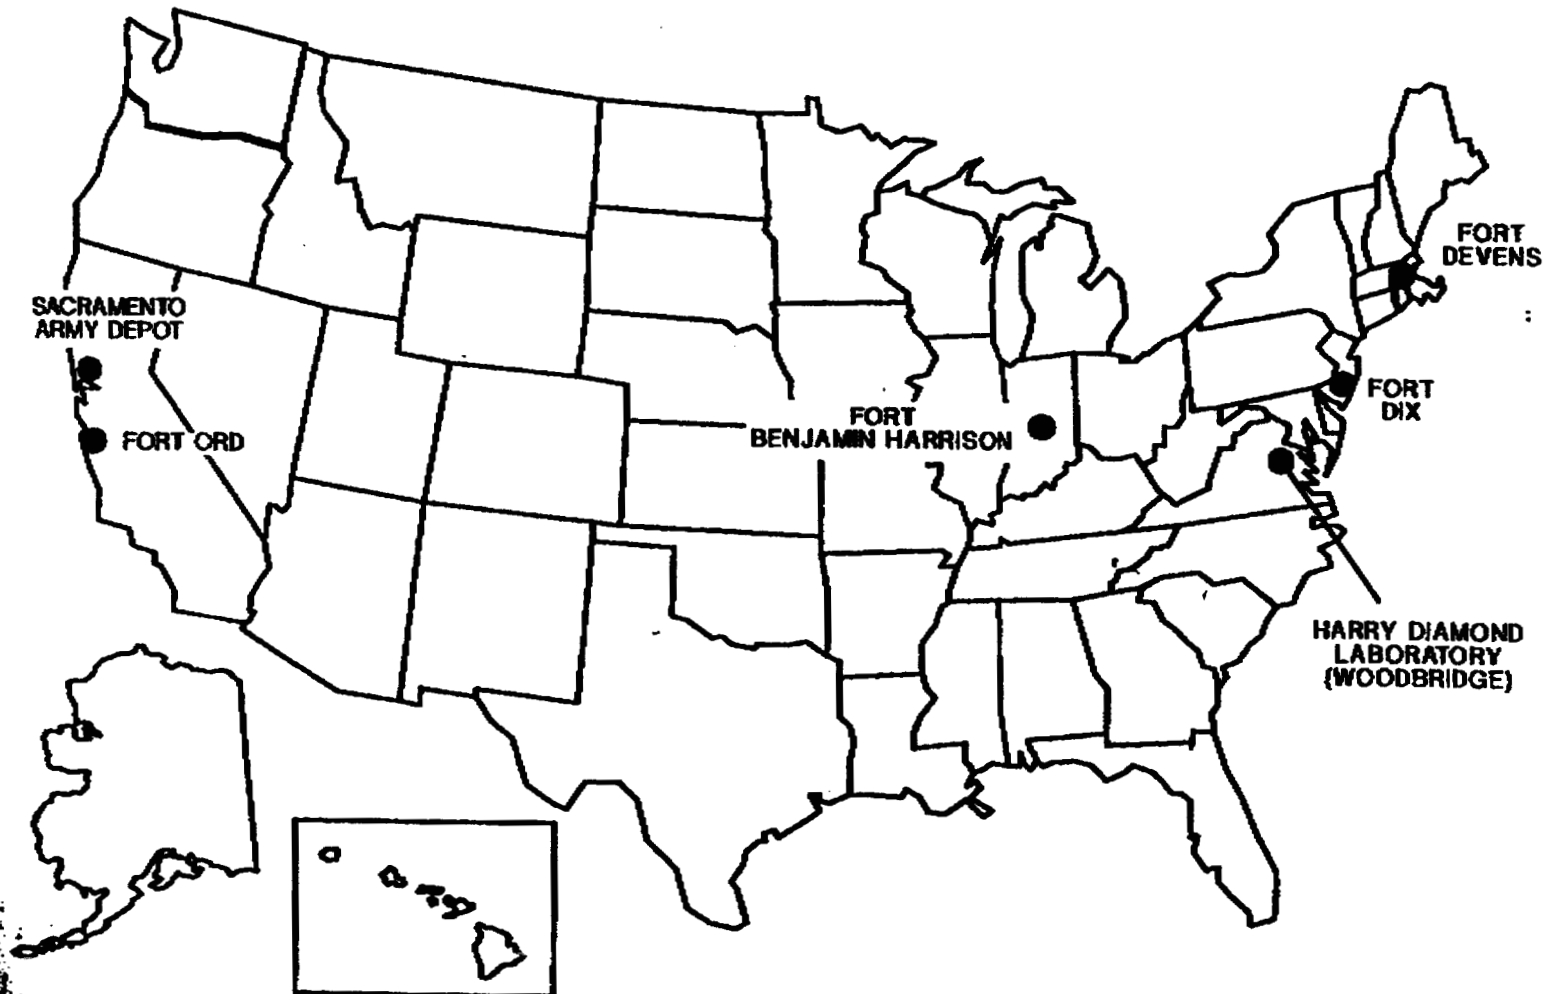 FORT
DEVENS
SACRAMENTO
ARMY DEPOT
FORT
DIX
FORT
BENJAMIN HARRISON
FORT ORD
HARRY DIAMOND
LABORATORY
(WOODBRIDGE)